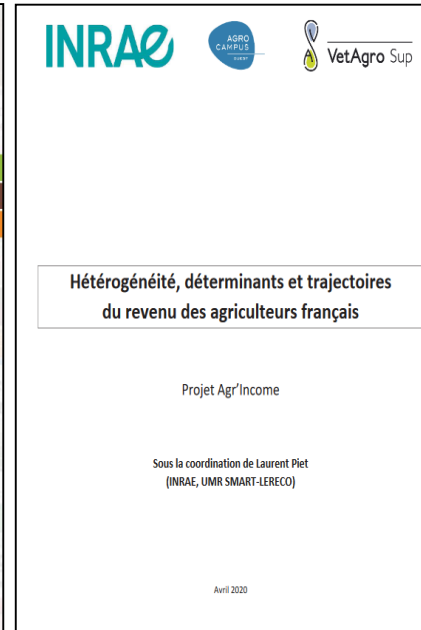 INRAE
AGRO
CAMPUS
OUEST
VetAgro Sup
Hétérogénéité, déterminants et trajectoires
du revenu des agriculteurs français
Projet Agr'Income
Sous la coordination de Laurent Piet
(INRAE, UMR SMART-LERECO)
Avril 2020